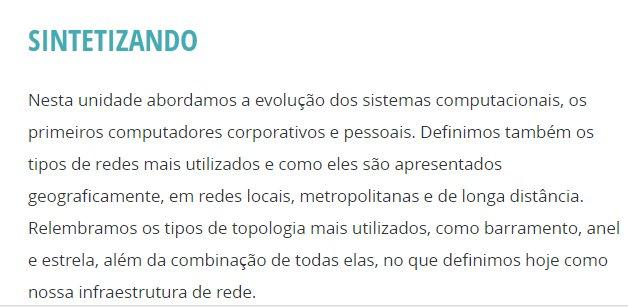 SINTETIZANDO
Nesta unidade abordamos a evolução dos sistemas computacionais, os
primeiros computadores corporativos e pessoais. Definimos também os
tipos de redes mais utilizados e como eles são apresentados
geograficamente, em redes locais, metropolitanas e de longa distância.
Relembramos os tipos de topologia mais utilizados, como barramento, anel
e estrela, além da combinação de todas elas, no que definimos hoje como
nossa infraestrutura de rede.